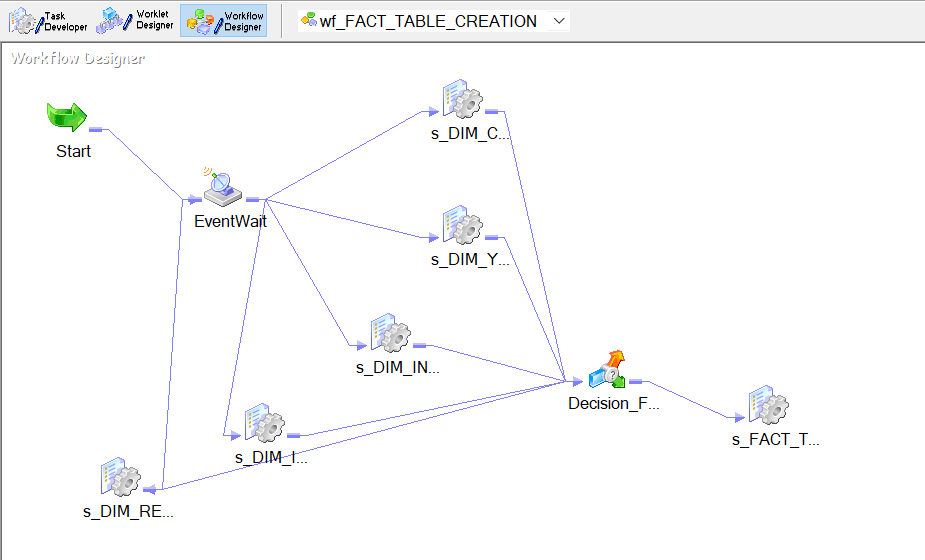 Task
Developer
Worklet
Designer
Workflow
Designer
wf_FACT_TABLE_CREATION
Workflow Designer
Start
EventWait
s_DIM_C...
s_DIM_Y...
s_DIM_IN...
s_DIM_I...
s_DIM_RE...
Decision_F...
s_FACT_T...